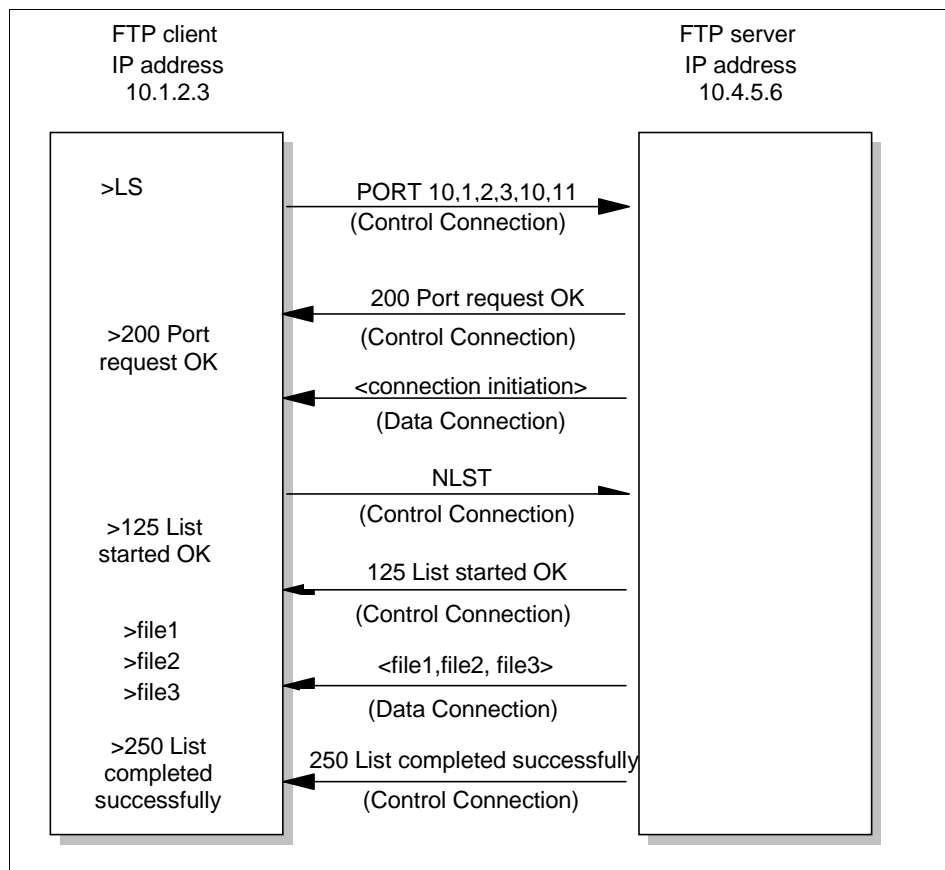 FTP client
IP address
10.1.2.3
FTP server
IP address
10.4.5.6
>LS
PORT 10,1,2,3,10,11
(Control Connection)
200 Port request OK
(Control Connection)
>200 Port
request OK
<connection initiation>
(Data Connection)
NLST
(Control Connection)
>125 List
started OK
125 List started OK
(Control Connection)
>file1
>file2
>file3
<file1,file2, file3>
(Data Connection)
>250 List
completed
successfully
250 List completed successfully
(Control Connection)